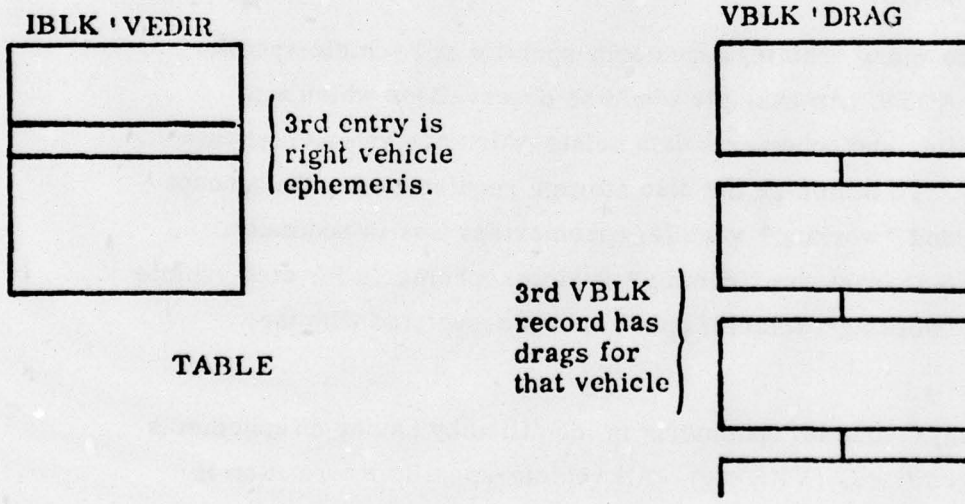 IBLK 'VEDIR
3rd entry is
right vehicle
ephemeris.
TABLE
VBLK 'DRAG
3rd VBLK
record has
drags for
that vehicle